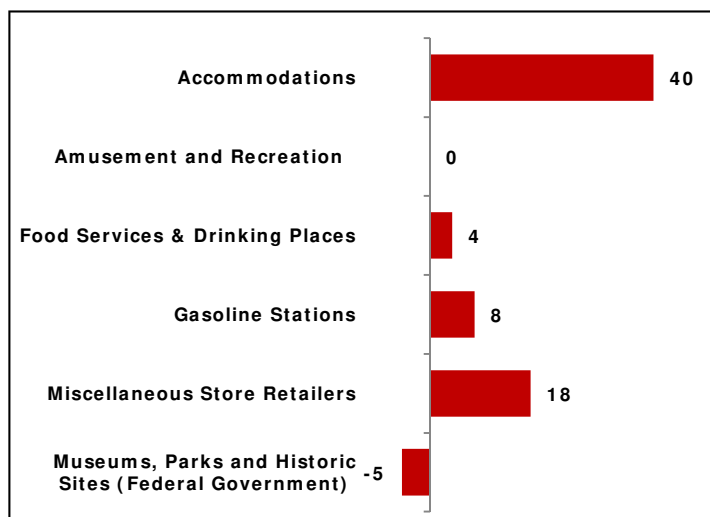 Accommodations
40
Amusement and Recreation
0
Food Services & Drinking Places
4
Gasoline Stations
8
Miscellaneous Store Retailers
18
Museums, Parks and Historic
Sites (Federal Government)
-5